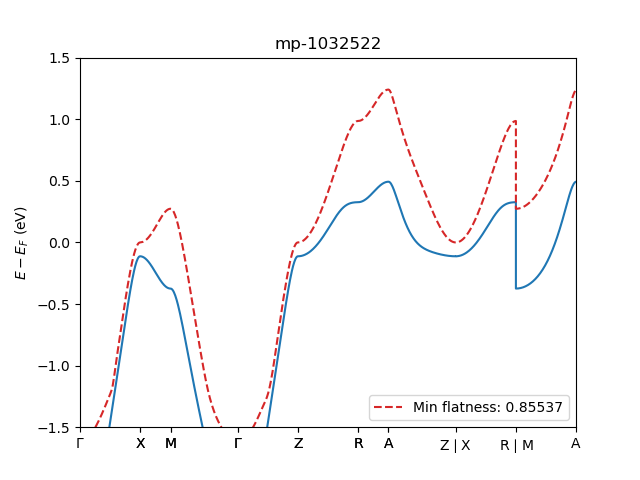 mp-1032522
E − E_F (eV)
1.5
1.0
0.5
0.0
−0.5
−1.0
−1.5
Min flatness: 0.85537
Γ X M Γ Z R A Z | X R | M A